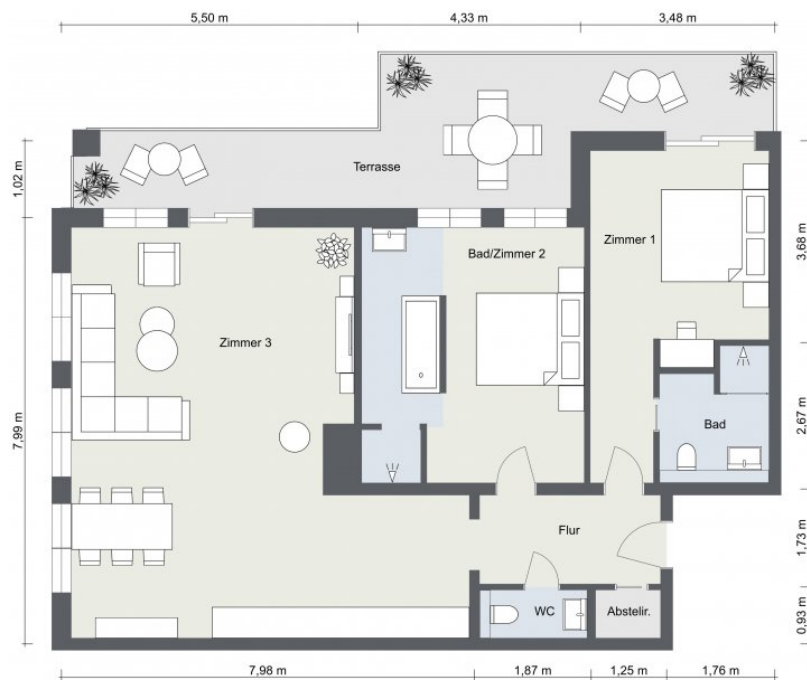 5,50 m
4,33 m
3,48 m
1,02 m
Terrasse
Zimmer 1
3,68 m
Bad/Zimmer 2
Zimmer 3
7,99 m
Bad
2,67 m
Flur
1,73 m
WC
Abstelir.
0,93 m
7,98 m
1,87 m
1,25 m
1,76 m